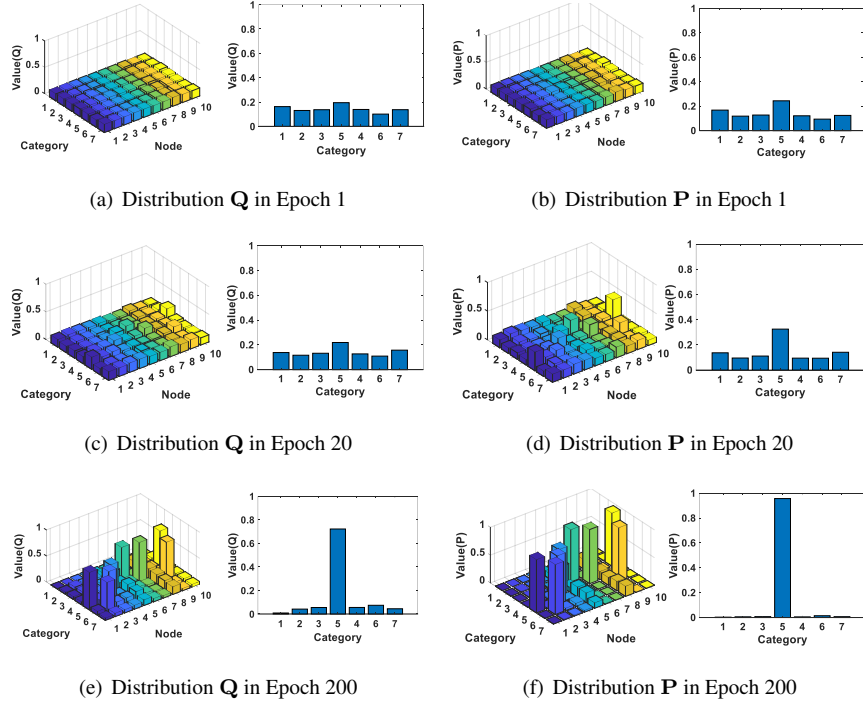 1
0.5
0
Value(Q)
1 2 3 4 5 6 7
Category
1 2 3 4 5 6 7 8 9 10
Node
1
0.8
0.6
0.4
0.2
0
Value(Q)
1 2 3 5 4 6 7
Category
1
0.5
0
Value(P)
1 2 3 4 5 6 7
Category
1 2 3 4 5 6 7 8 9 10
Node
1
0.8
0.6
0.4
0.2
0
Value(P)
1 2 3 5 4 6 7
Category
(a) Distribution Q in Epoch 1
(b) Distribution P in Epoch 1
1
0.5
0
Value(Q)
1 2 3 4 5 6 7
Category
1 2 3 4 5 6 7 8 9 10
Node
1
0.8
0.6
0.4
0.2
0
Value(Q)
1 2 3 5 4 6 7
Category
1
0.5
0
Value(P)
1 2 3 4 5 6 7
Category
1 2 3 4 5 6 7 8 9 10
Node
1
0.8
0.6
0.4
0.2
0
Value(P)
1 2 3 5 4 6 7
Category
(c) Distribution Q in Epoch 20
(d) Distribution P in Epoch 20
1
0.5
0
Value(Q)
1 2 3 4 5 6 7
Category
1 2 3 4 5 6 7 8 9 10
Node
1
0.8
0.6
0.4
0.2
0
Value(Q)
1 2 3 5 4 6 7
Category
1
0.5
0
Value(P)
1 2 3 4 5 6 7
Category
1 2 3 4 5 6 7 8 9 10
Node
1
0.8
0.6
0.4
0.2
0
Value(P)
1 2 3 5 4 6 7
Category
(e) Distribution Q in Epoch 200
(f) Distribution P in Epoch 200